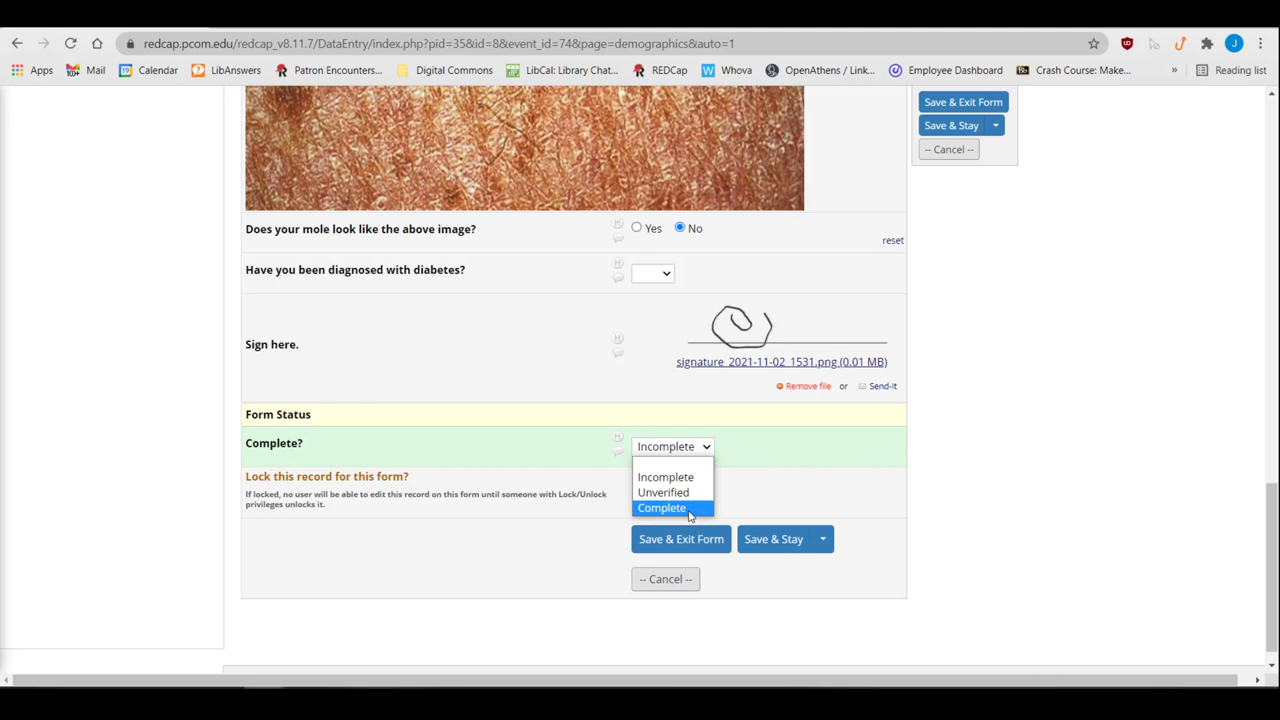 redcap.pcom.edu/redcap_v8.11.7/DataEntry/index.php?pid=35&id=8&event_id=74&page=demographics&auto=1
J
Apps 10+ Mail 19 Calendar LibAnswers Patron Encounters... Digital Commons LibCal: Library Chat... REDCap W Whova OpenAthens / Link... Employee Dashboard Crash Course: Make... » Reading list
Save & Exit Form
Save & Stay
-- Cancel --
Does your mole look like the above image? H Yes No
reset
Have you been diagnosed with diabetes? H
Sign here. H
signature_2021-11-02_1531.png (0.01 MB)
Remove file or Send-it
Form Status
Complete? H Incomplete
Incomplete
Unverified
Complete
Lock this record for this form?
If locked, no user will be able to edit this record on this form until someone with Lock/Unlock
privileges unlocks it.
Save & Exit Form Save & Stay
-- Cancel --